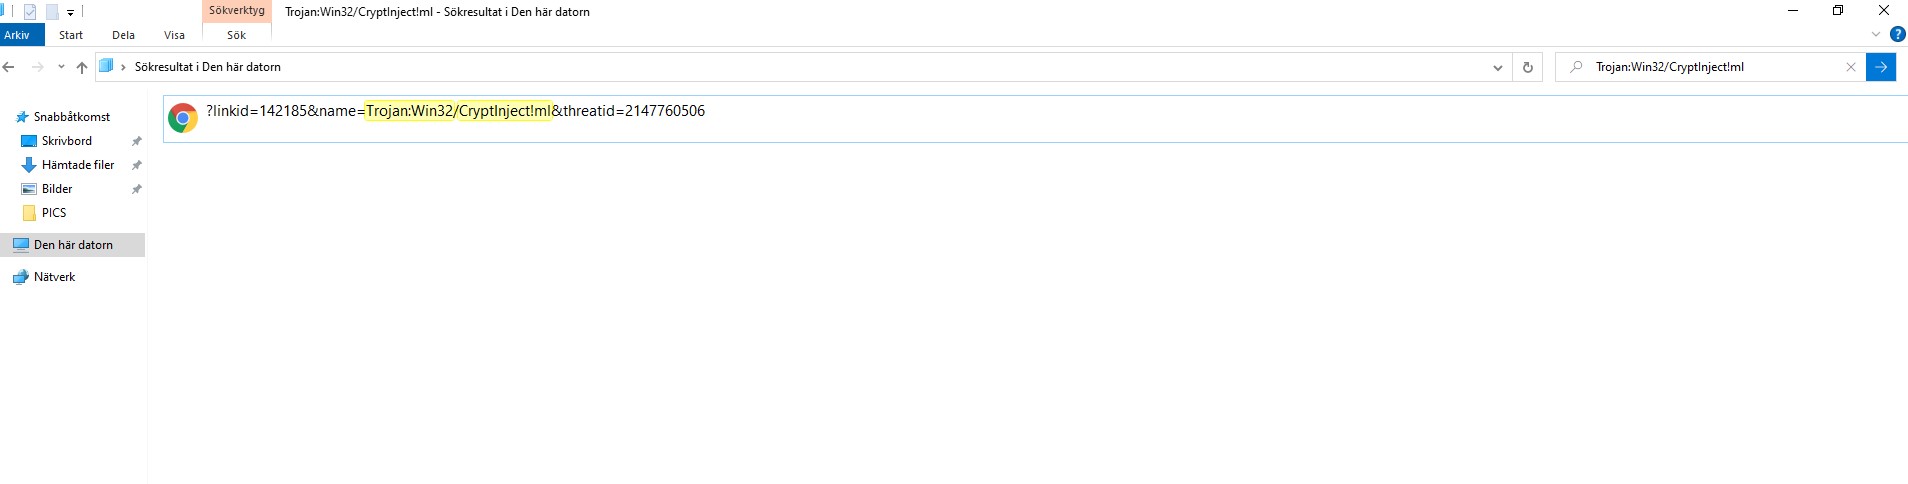 Sökverktyg
Trojan:Win32/CryptInject!ml - Sökresultat i Den här datorn
Arkiv
Start
Dela
Visa
Sök
?
Sökresultat i Den här datorn
Trojan:Win32/CryptInject!ml
Snabbåtkomst
Skrivbord
Hämtade filer
Bilder
PICS
Den här datorn
Nätverk
?linkid=142185&name=Trojan:Win32/CryptInject!ml&threatid=2147760506